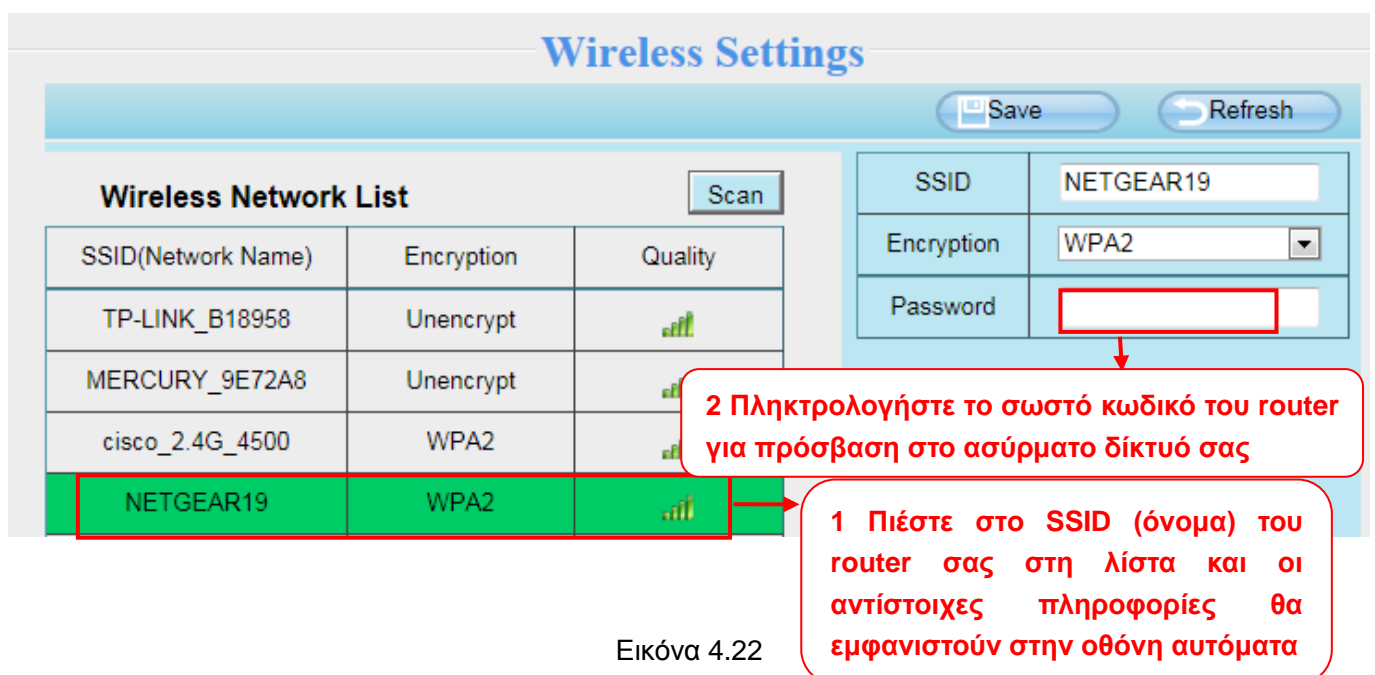 Wireless Settings
Save Refresh
Wireless Network List Scan
SSID NETGEAR19
Encryption WPA2
Password
SSID(Network Name) Encryption Quality
TP-LINK_B18958 Unencrypt
MERCURY_9E72A8 Unencrypt
cisco_2.4G_4500 WPA2
NETGEAR19 WPA2
2 Πληκτρολογήστε το σωστό κωδικό του router
για πρόσβαση στο ασύρματο δίκτυό σας
1 Πιέστε στο SSID (όνομα) του
router σας στη λίστα και οι
αντίστοιχες πληροφορίες θα
εμφανιστούν στην οθόνη αυτόματα
Εικόνα 4.22